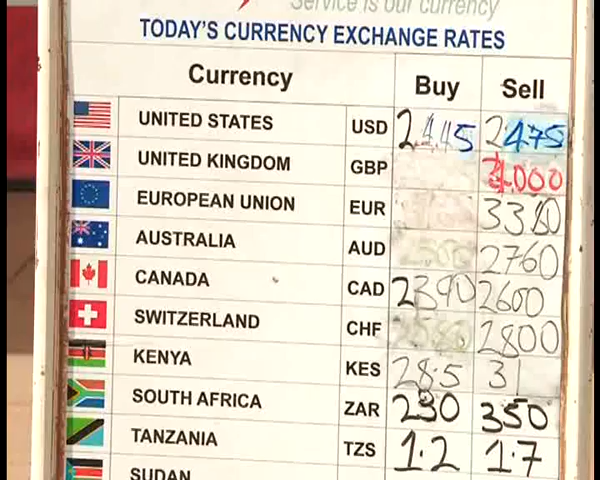 Service is our currency
TODAY'S CURRENCY EXCHANGE RATES
Currency Buy Sell
UNITED STATES USD 2445 2475
UNITED KINGDOM GBP 4000
EUROPEAN UNION EUR 3380
AUSTRALIA AUD 2760
CANADA CAD 2390 2600
SWITZERLAND CHF 2800
KENYA KES 28.5 31
SOUTH AFRICA ZAR 230 350
TANZANIA TZS 1.2 1.7
SUDAN